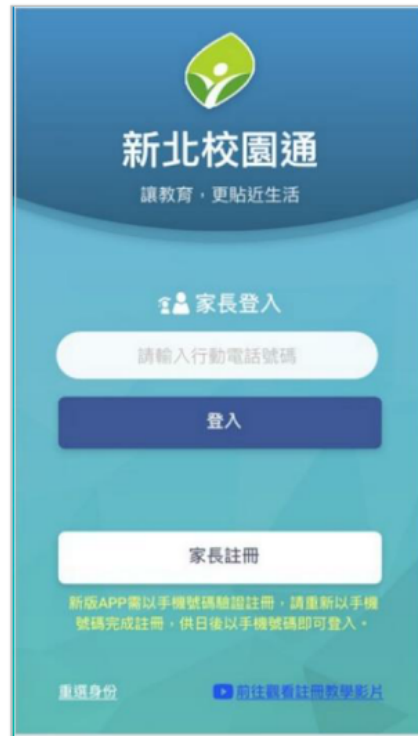 新北校園通
讓教育，更貼近生活
家長登入
請輸入行動電話號碼
登入
家長註冊
新版APP需以手機號碼驗證註冊，請重新以手機
號碼完成註冊，供日後以手機號碼即可登入。
重選身份
前往觀看註冊教學影片